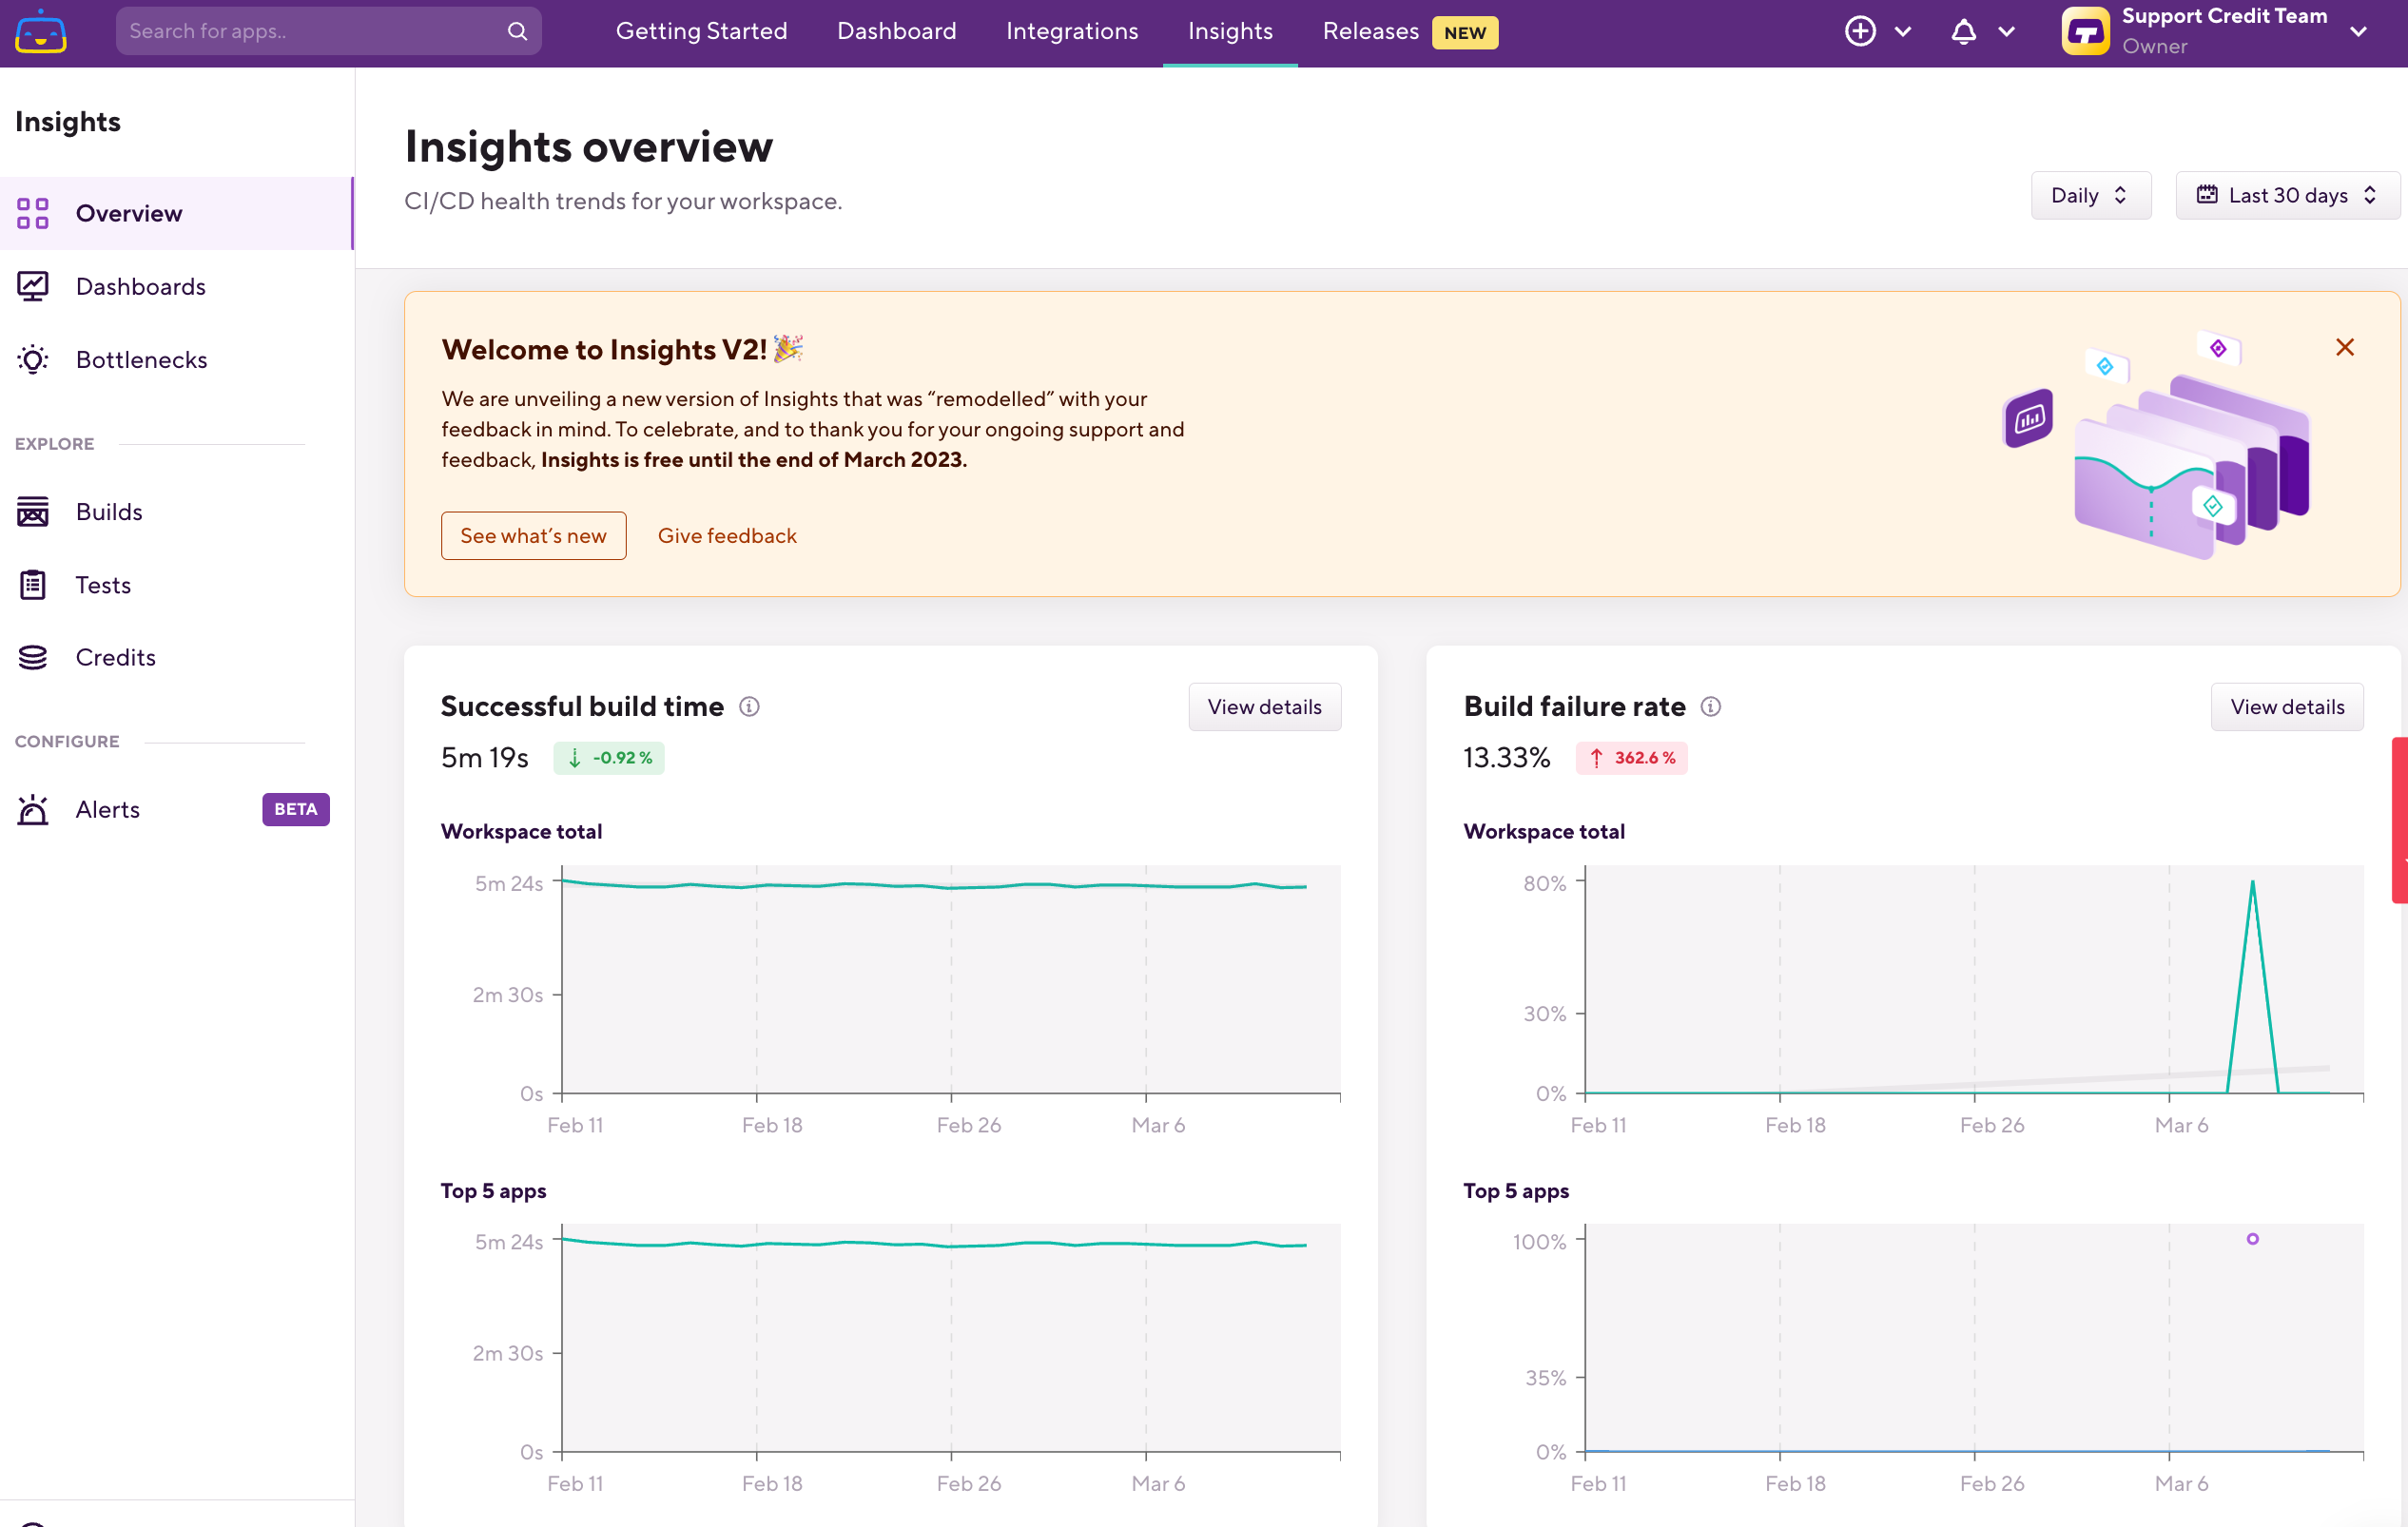 Search for apps..
Getting Started
Dashboard
Integrations
Insights
Releases
NEW
Support Credit Team
Owner
Insights
Overview
Dashboards
Bottlenecks
EXPLORE
Builds
Tests
Credits
CONFIGURE
Alerts
BETA
Insights overview
CI/CD health trends for your workspace.
Daily
Last 30 days
Welcome to Insights V2! 🎉
We are unveiling a new version of Insights that was “remodelled” with your
feedback in mind. To celebrate, and to thank you for your ongoing support and
feedback, Insights is free until the end of March 2023.
See what’s new
Give feedback
Successful build time
View details
5m 19s
-0.92 %
Workspace total
5m 24s
2m 30s
0s
Feb 11
Feb 18
Feb 26
Mar 6
Top 5 apps
5m 24s
2m 30s
0s
Feb 11
Feb 18
Feb 26
Mar 6
Build failure rate
View details
13.33%
362.6 %
Workspace total
80%
30%
0%
Feb 11
Feb 18
Feb 26
Mar 6
Top 5 apps
100%
35%
0%
Feb 11
Feb 18
Feb 26
Mar 6